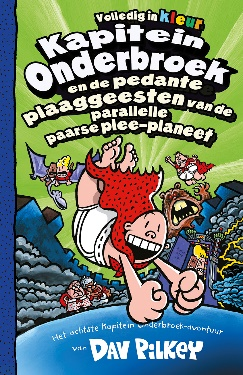 Volledig in kleur
Kapitein
Onderbroek
en de pedante
plaaggeesten van de
parallelle
paarse plee-planeet
Het achtste Kapitein Onderbroek-avontuur
van Dav Pilkey